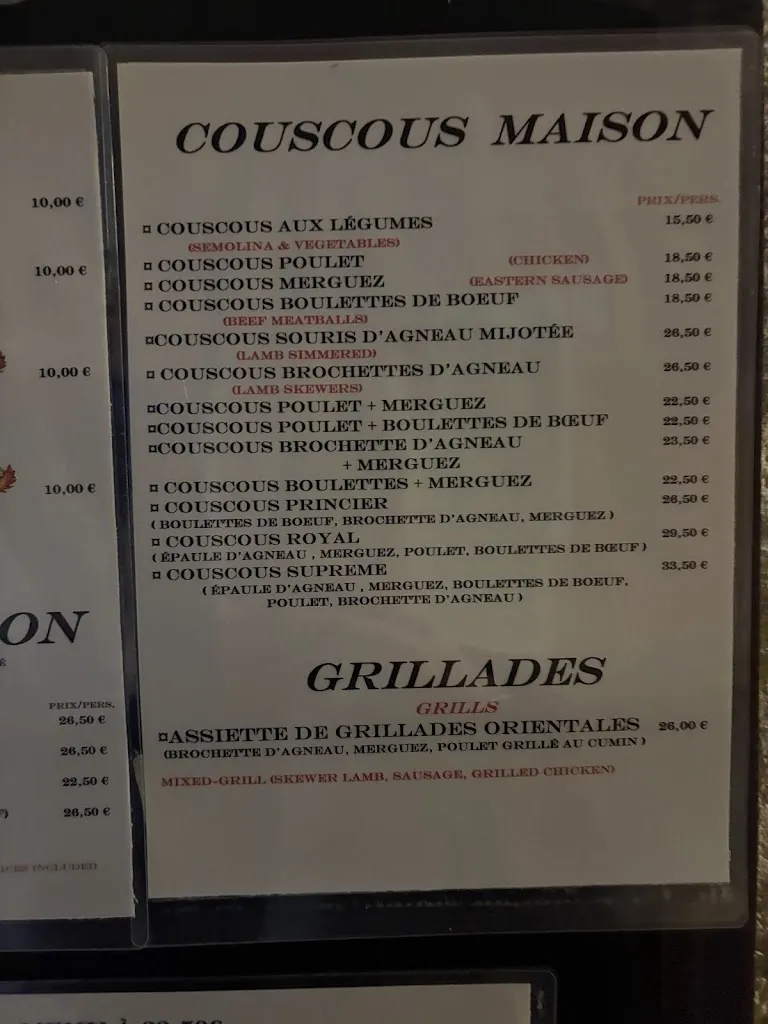 10,00 €
10,00 €
10,00 €
10,00 €
ON
PRIX/PERS.
26,50 €
26,50 €
22,50 €
26,50 €
INCLUDED
COUSCOUS MAISON
PRIX/PERS.
¤ COUSCOUS AUX LÉGUMES 15,50 €
(SEMOLINA & VEGETABLES)
¤ COUSCOUS POULET (CHICKEN) 18,50 €
¤ COUSCOUS MERGUEZ (EASTERN SAUSAGE) 18,50 €
¤ COUSCOUS BOULETTES DE BOEUF 18,50 €
(BEEF MEATBALLS)
¤COUSCOUS SOURIS D'AGNEAU MIJOTÉE 26,50 €
(LAMB SIMMERED)
¤ COUSCOUS BROCHETTES D'AGNEAU 26,50 €
(LAMB SKEWERS)
¤COUSCOUS POULET + MERGUEZ 22,50 €
¤COUSCOUS POULET + BOULETTES DE BŒUF 22,50 €
¤COUSCOUS BROCHETTE D'AGNEAU 23,50 €
+ MERGUEZ
¤ COUSCOUS BOULETTES + MERGUEZ 22,50 €
¤ COUSCOUS PRINCIER 26,50 €
( BOULETTES DE BOEUF, BROCHETTE D'AGNEAU, MERGUEZ )
¤ COUSCOUS ROYAL 29,50 €
( ÉPAULE D'AGNEAU , MERGUEZ, POULET, BOULETTES DE BŒUF )
¤ COUSCOUS SUPREME 33,50 €
( ÉPAULE D'AGNEAU , MERGUEZ, BOULETTES DE BOEUF,
POULET, BROCHETTE D'AGNEAU )
GRILLADES
GRILLS
¤ASSIETTE DE GRILLADES ORIENTALES 26,00 €
(BROCHETTE D'AGNEAU, MERGUEZ, POULET GRILLÉ AU CUMIN )
MIXED-GRILL (SKEWER LAMB, SAUSAGE, GRILLED CHICKEN)